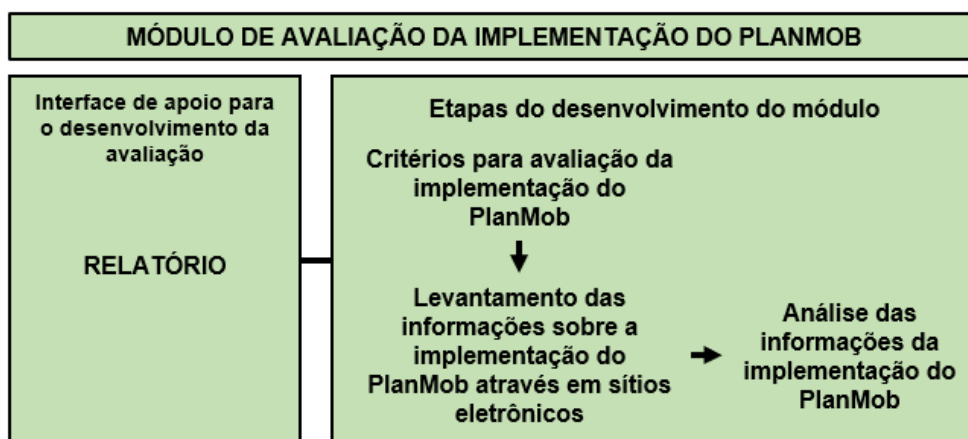 MÓDULO DE AVALIAÇÃO DA IMPLEMENTAÇÃO DO PLANMOB
Interface de apoio para
o desenvolvimento da
avaliação
RELATÓRIO
Etapas do desenvolvimento do módulo
Critérios para avaliação da
implementação do
PlanMob
Levantamento das
informações sobre a
implementação do
PlanMob através em sítios
eletrônicos
Análise das
informações da
implementação do
PlanMob